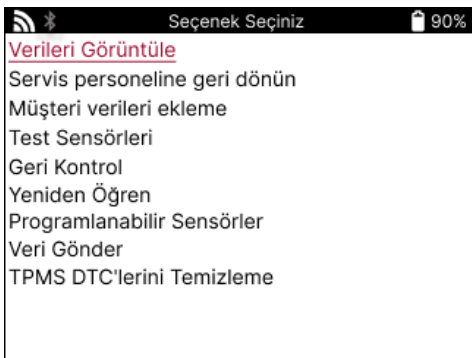 Seçenek Seçiniz 90%
Verileri Görüntüle
Servis personeline geri dönün
Müşteri verileri ekleme
Test Sensörleri
Geri Kontrol
Yeniden Öğren
Programlanabilir Sensörler
Veri Gönder
TPMS DTC'lerini Temizleme